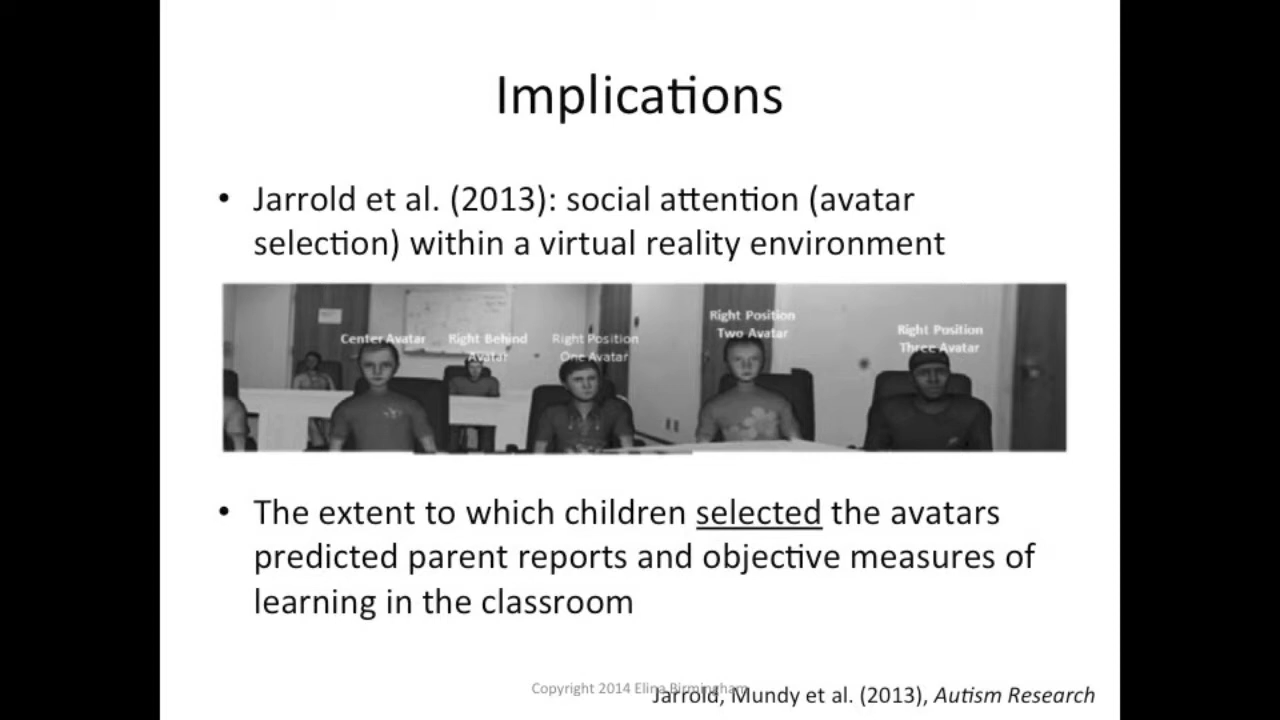 Implications
• Jarrold et al. (2013): social attention (avatar
selection) within a virtual reality environment
Center Avatar
Right Behind
Avatar
Right Position
One Avatar
Right Position
Two Avatar
Right Position
Three Avatar
• The extent to which children selected the avatars
predicted parent reports and objective measures of
learning in the classroom
Copyright 2014 Elina Birmingham
Jarrold, Mundy et al. (2013), Autism Research